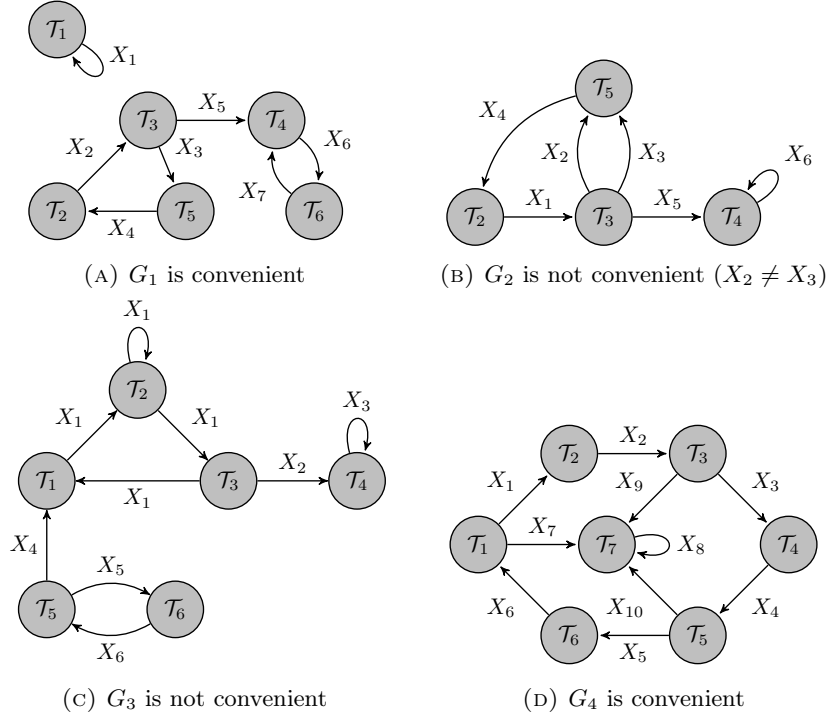 𝒯₁
X₁
X₅
𝒯₃
𝒯₄
X₂
X₃
X₆
X₇
𝒯₂
𝒯₅
𝒯₆
X₄
(A) G₁ is convenient
𝒯₅
X₄
X₂
X₃
X₆
X₁
X₅
𝒯₂
𝒯₃
𝒯₄
(B) G₂ is not convenient (X₂ ≠ X₃)
X₁
𝒯₂
X₁
X₁
X₃
X₂
𝒯₁
𝒯₃
𝒯₄
X₁
X₄
X₅
𝒯₅
𝒯₆
X₆
(C) G₃ is not convenient
X₂
𝒯₂
𝒯₃
X₁
X₉
X₃
X₇
𝒯₁
𝒯₇
X₈
𝒯₄
X₆
X₁₀
X₄
𝒯₆
𝒯₅
X₅
(D) G₄ is convenient